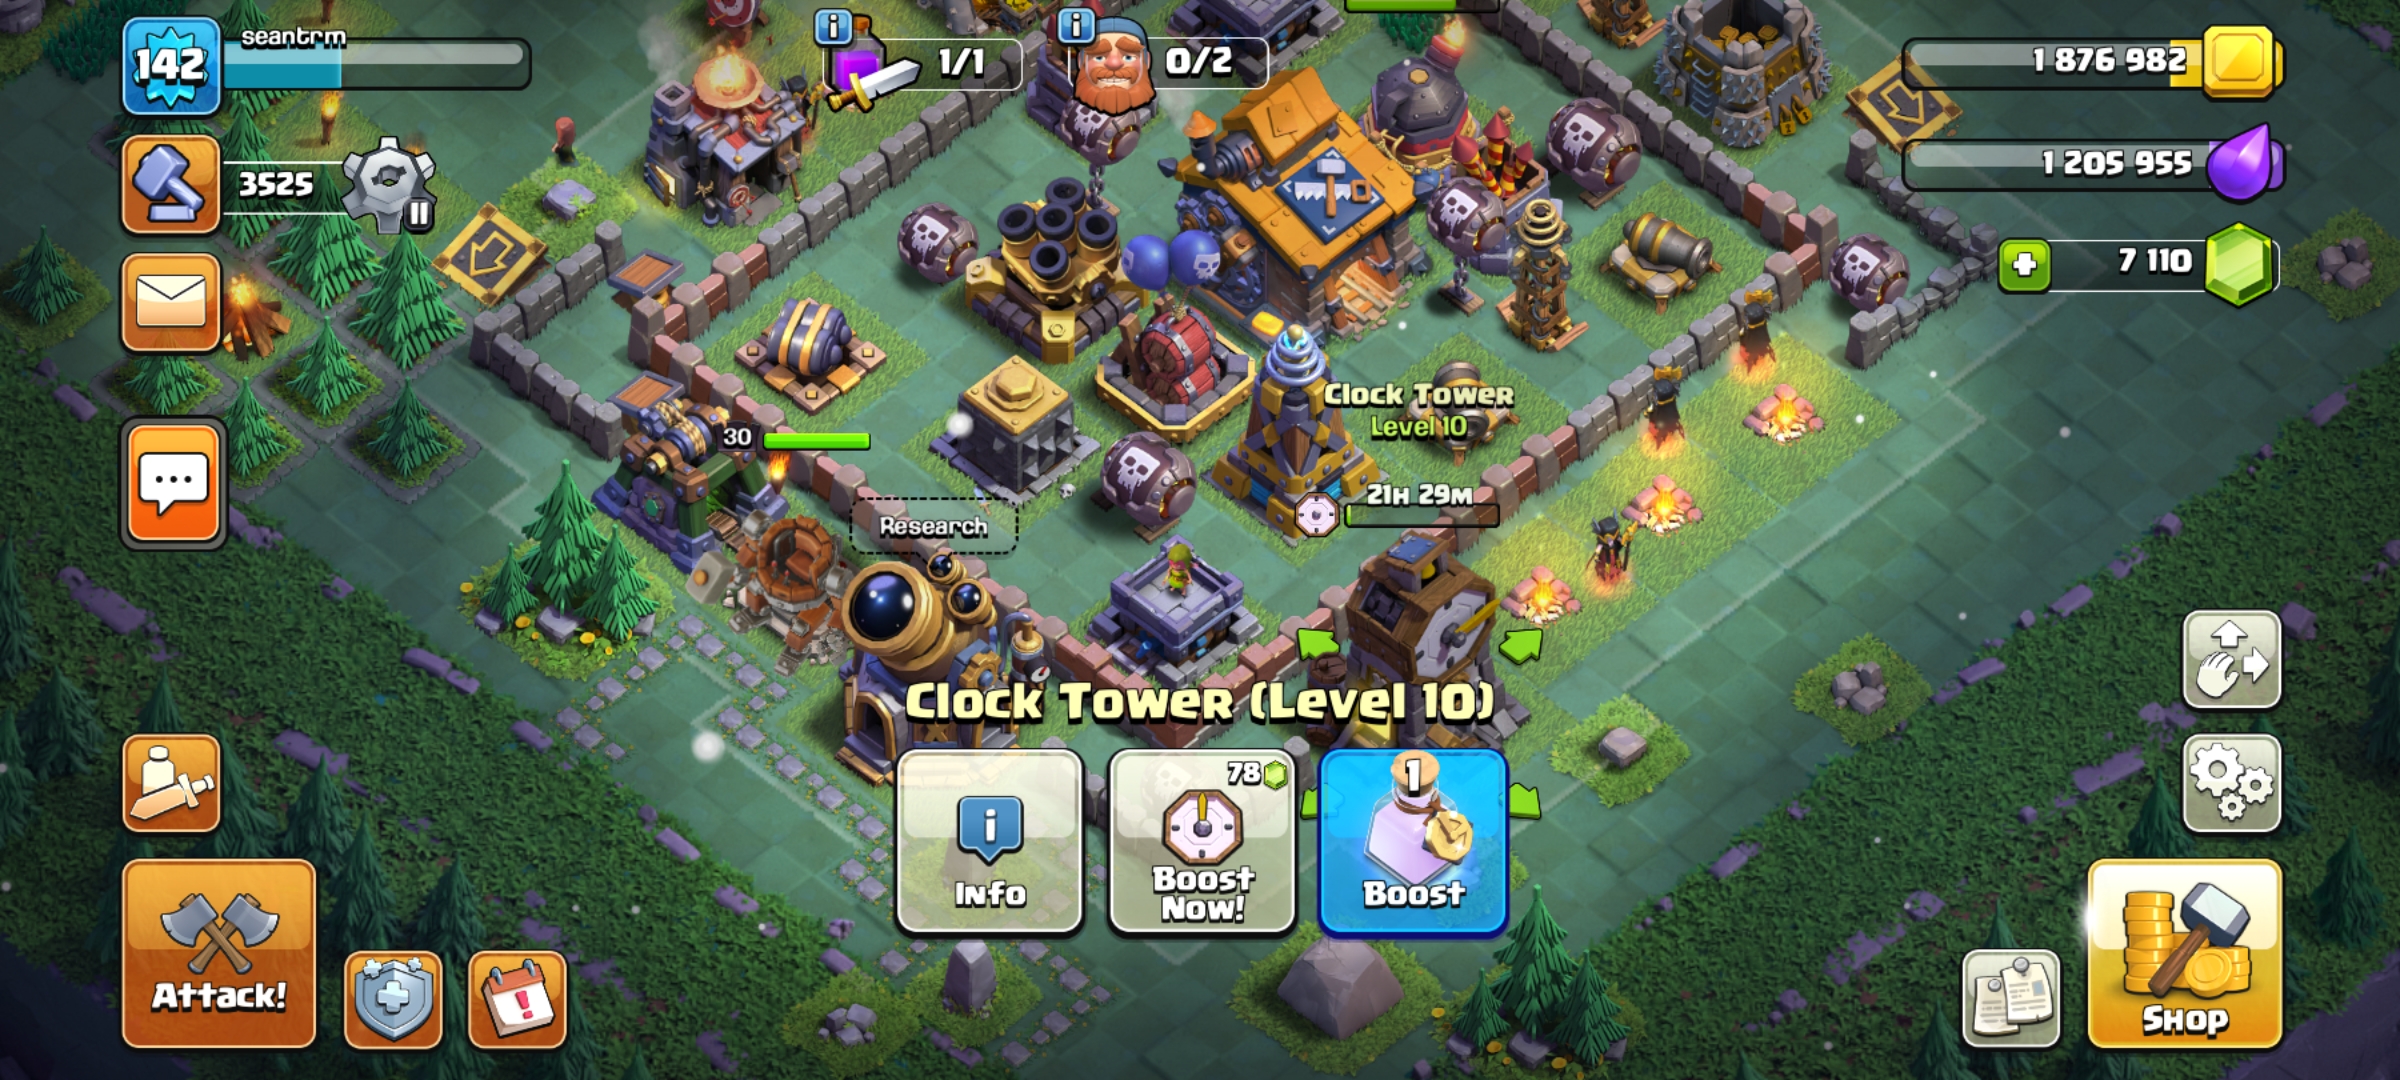 142
seantrm
1/1
0/2
1 876 982
3525
1 205 955
7 110
Clock Tower
Level 10
30
21H 29M
Research
Clock Tower (Level 10)
Info
78
Boost
Now!
1
Boost
Attack!
Shop